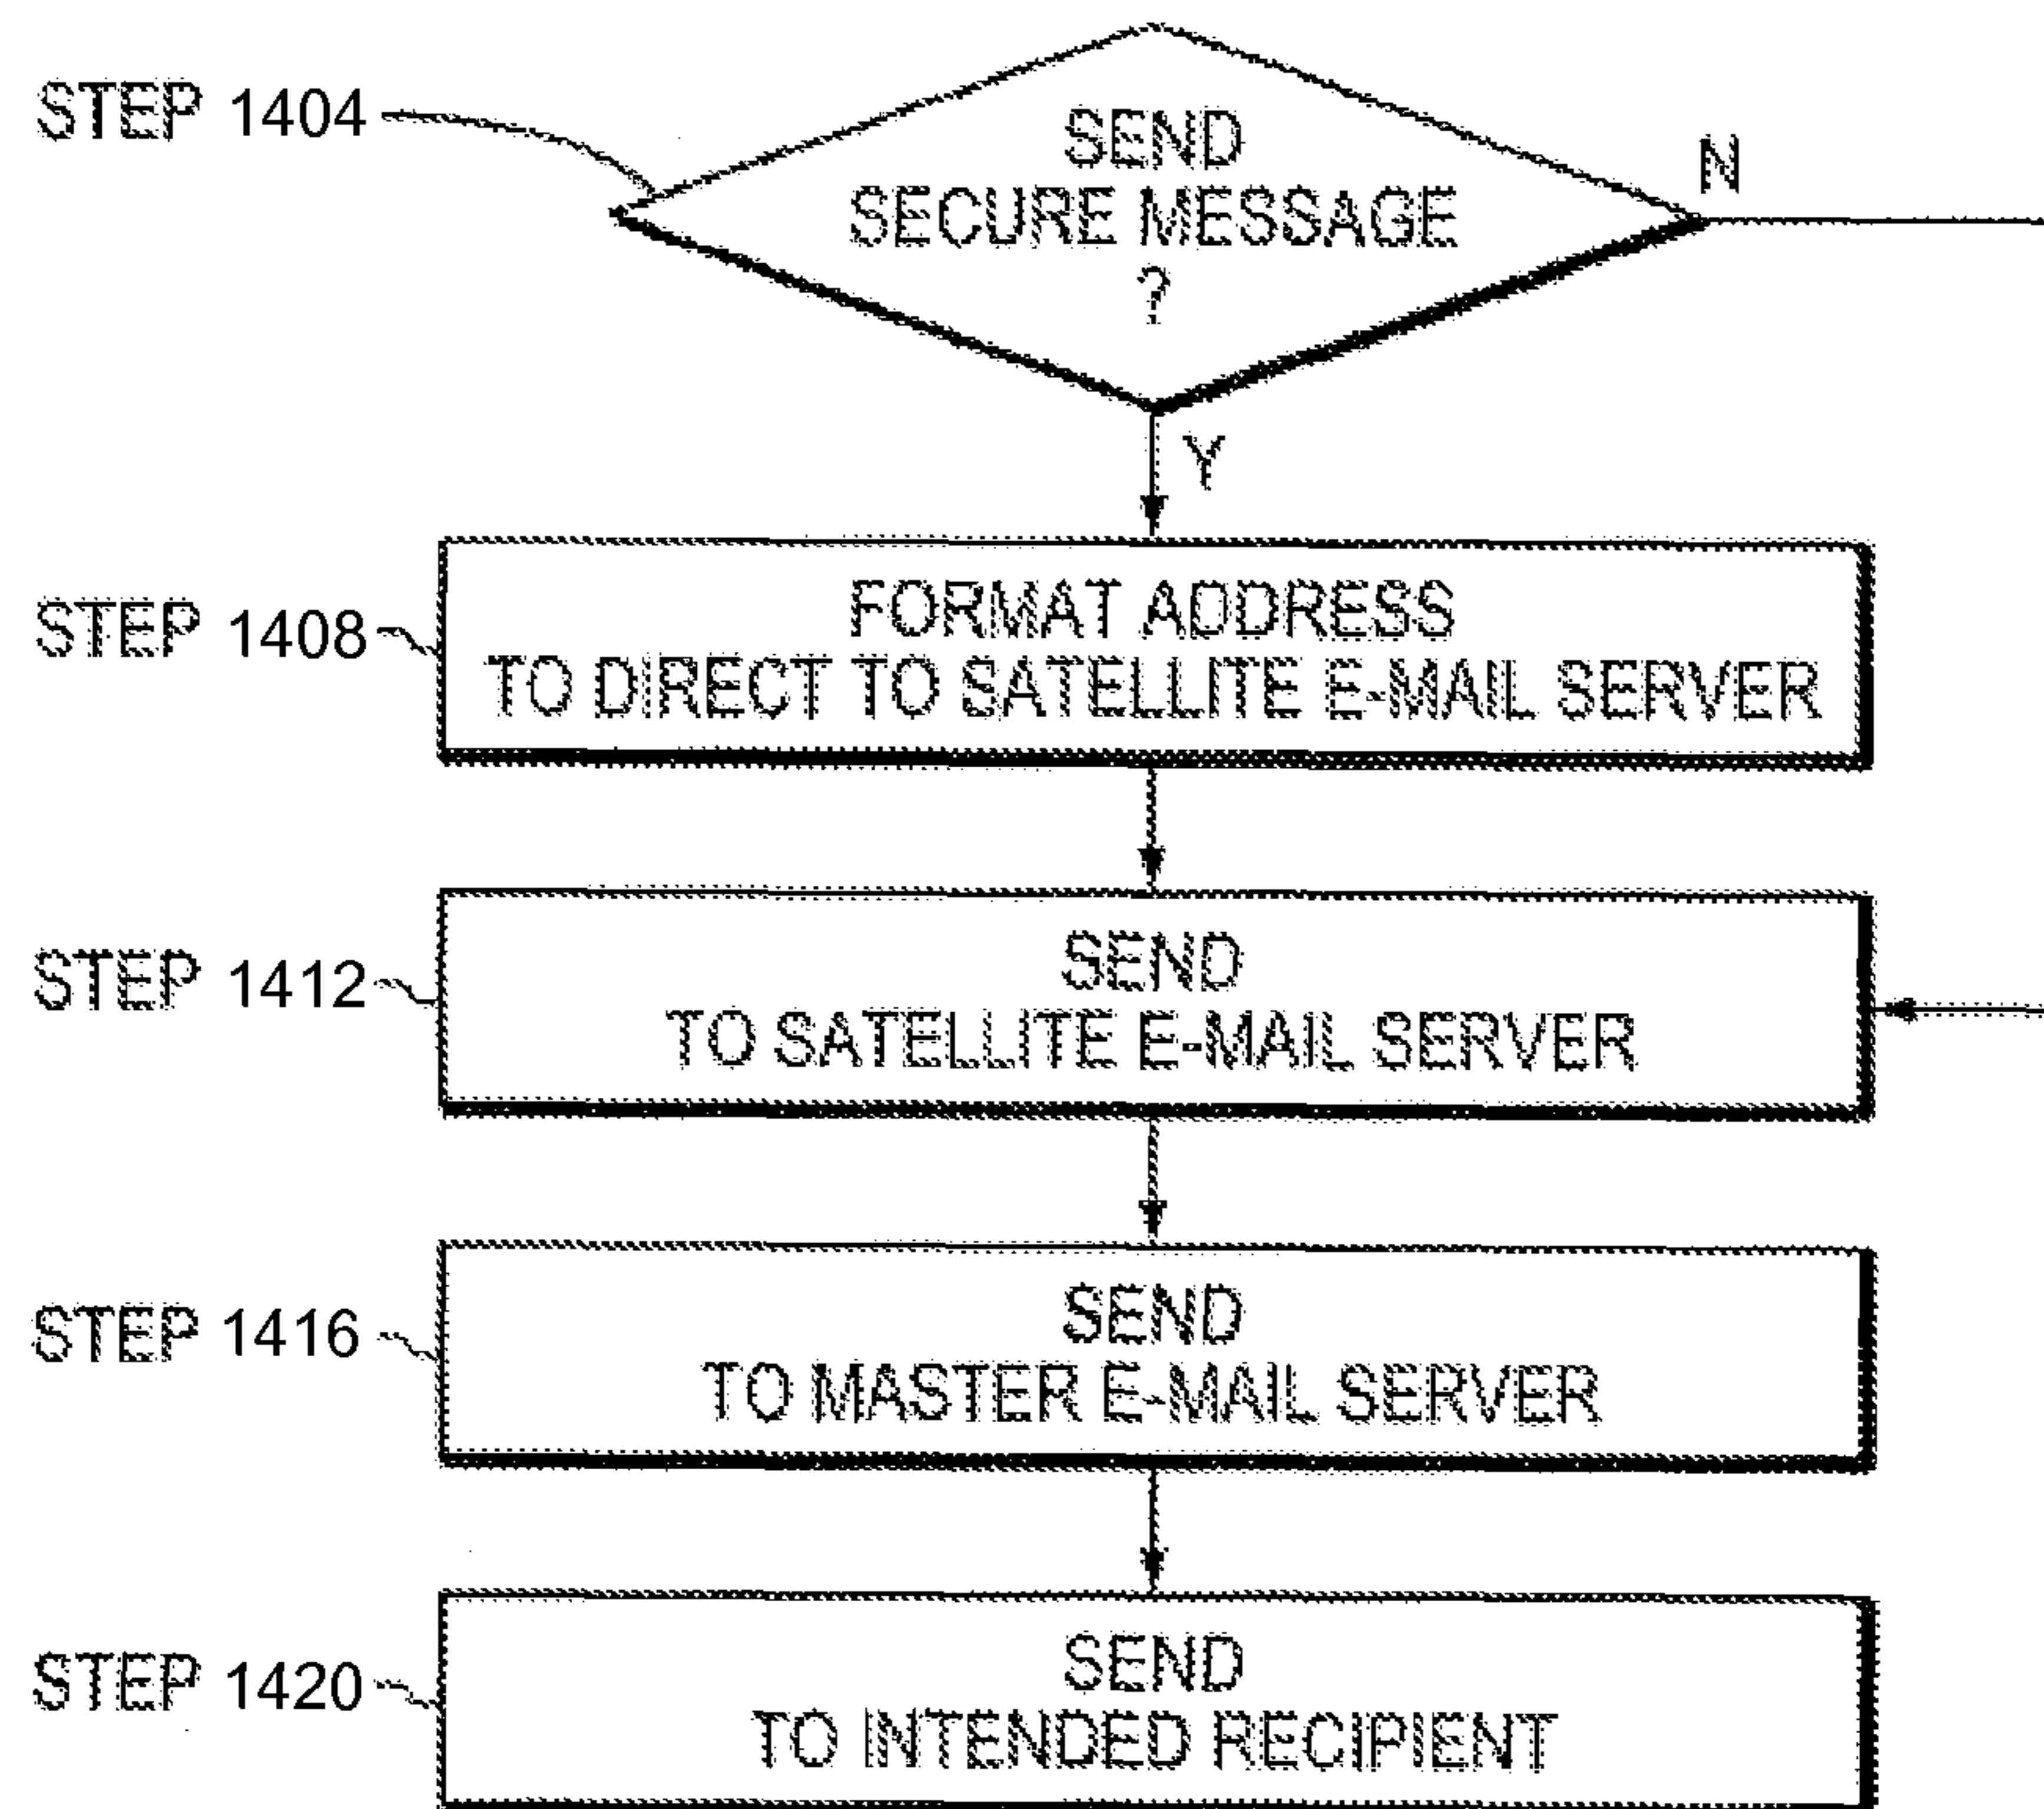 STEP 1404
SEND
SECURE MESSAGE
?
N
Y
STEP 1408
FORMAT ADDRESS
TO DIRECT TO SATELLITE E-MAIL SERVER
STEP 1412
SEND
TO SATELLITE E-MAIL SERVER
STEP 1416
SEND
TO MASTER E-MAIL SERVER
STEP 1420
SEND
TO INTENDED RECIPIENT